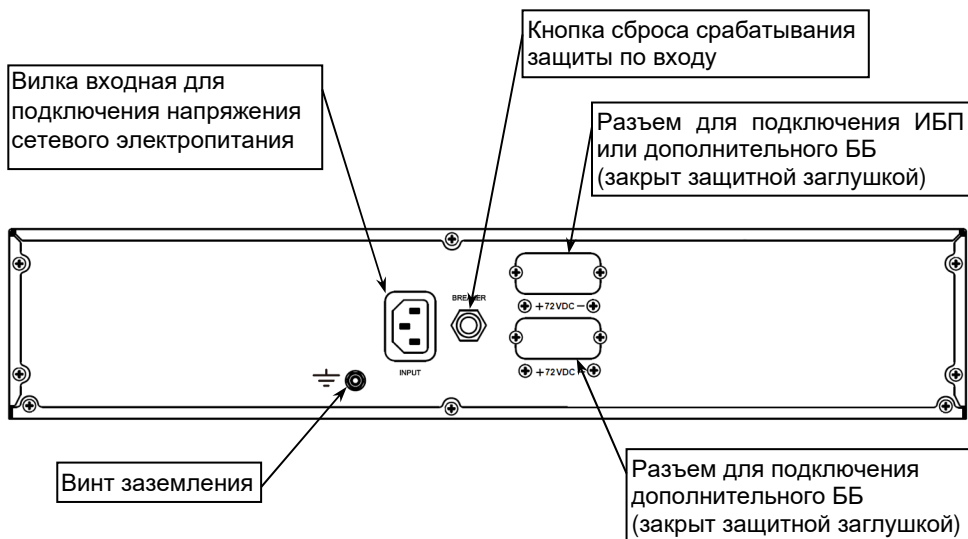 Кнопка сброса срабатывания
защиты по входу
Вилка входная для
подключения напряжения
сетевого электропитания
Разъем для подключения ИБП
или дополнительного ББ
(закрыт защитной заглушкой)
BREAKER
+72VDC−
INPUT
+72VDC−
Винт заземления
Разъем для подключения
дополнительного ББ
(закрыт защитной заглушкой)